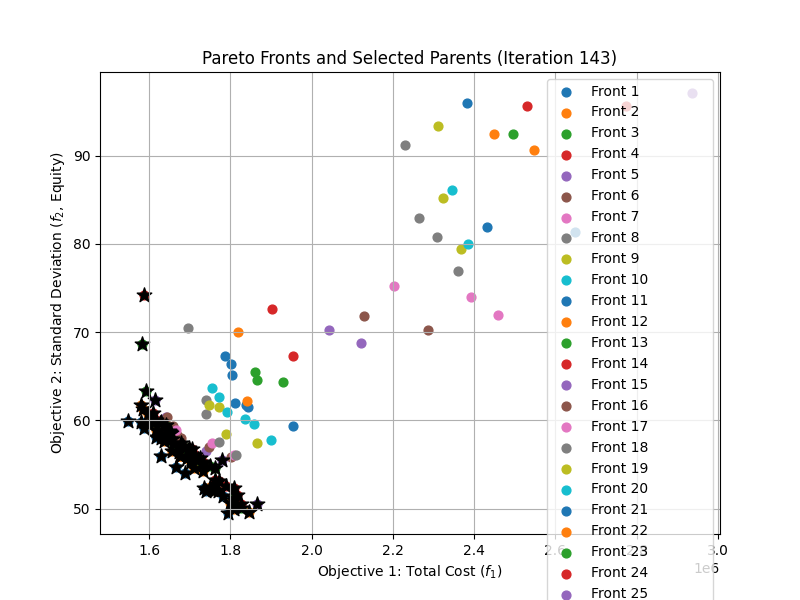 Pareto Fronts and Selected Parents (Iteration 143)
Objective 2: Standard Deviation (f₂, Equity)
90
80
70
60
50
1.6
1.8
2.0
2.2
2.4
2.6
3.0
1e6
Objective 1: Total Cost (f₁)
Front 1
Front 2
Front 3
Front 4
Front 5
Front 6
Front 7
Front 8
Front 9
Front 10
Front 11
Front 12
Front 13
Front 14
Front 15
Front 16
Front 17
Front 18
Front 19
Front 20
Front 21
Front 22
Front 23
Front 24
Front 25